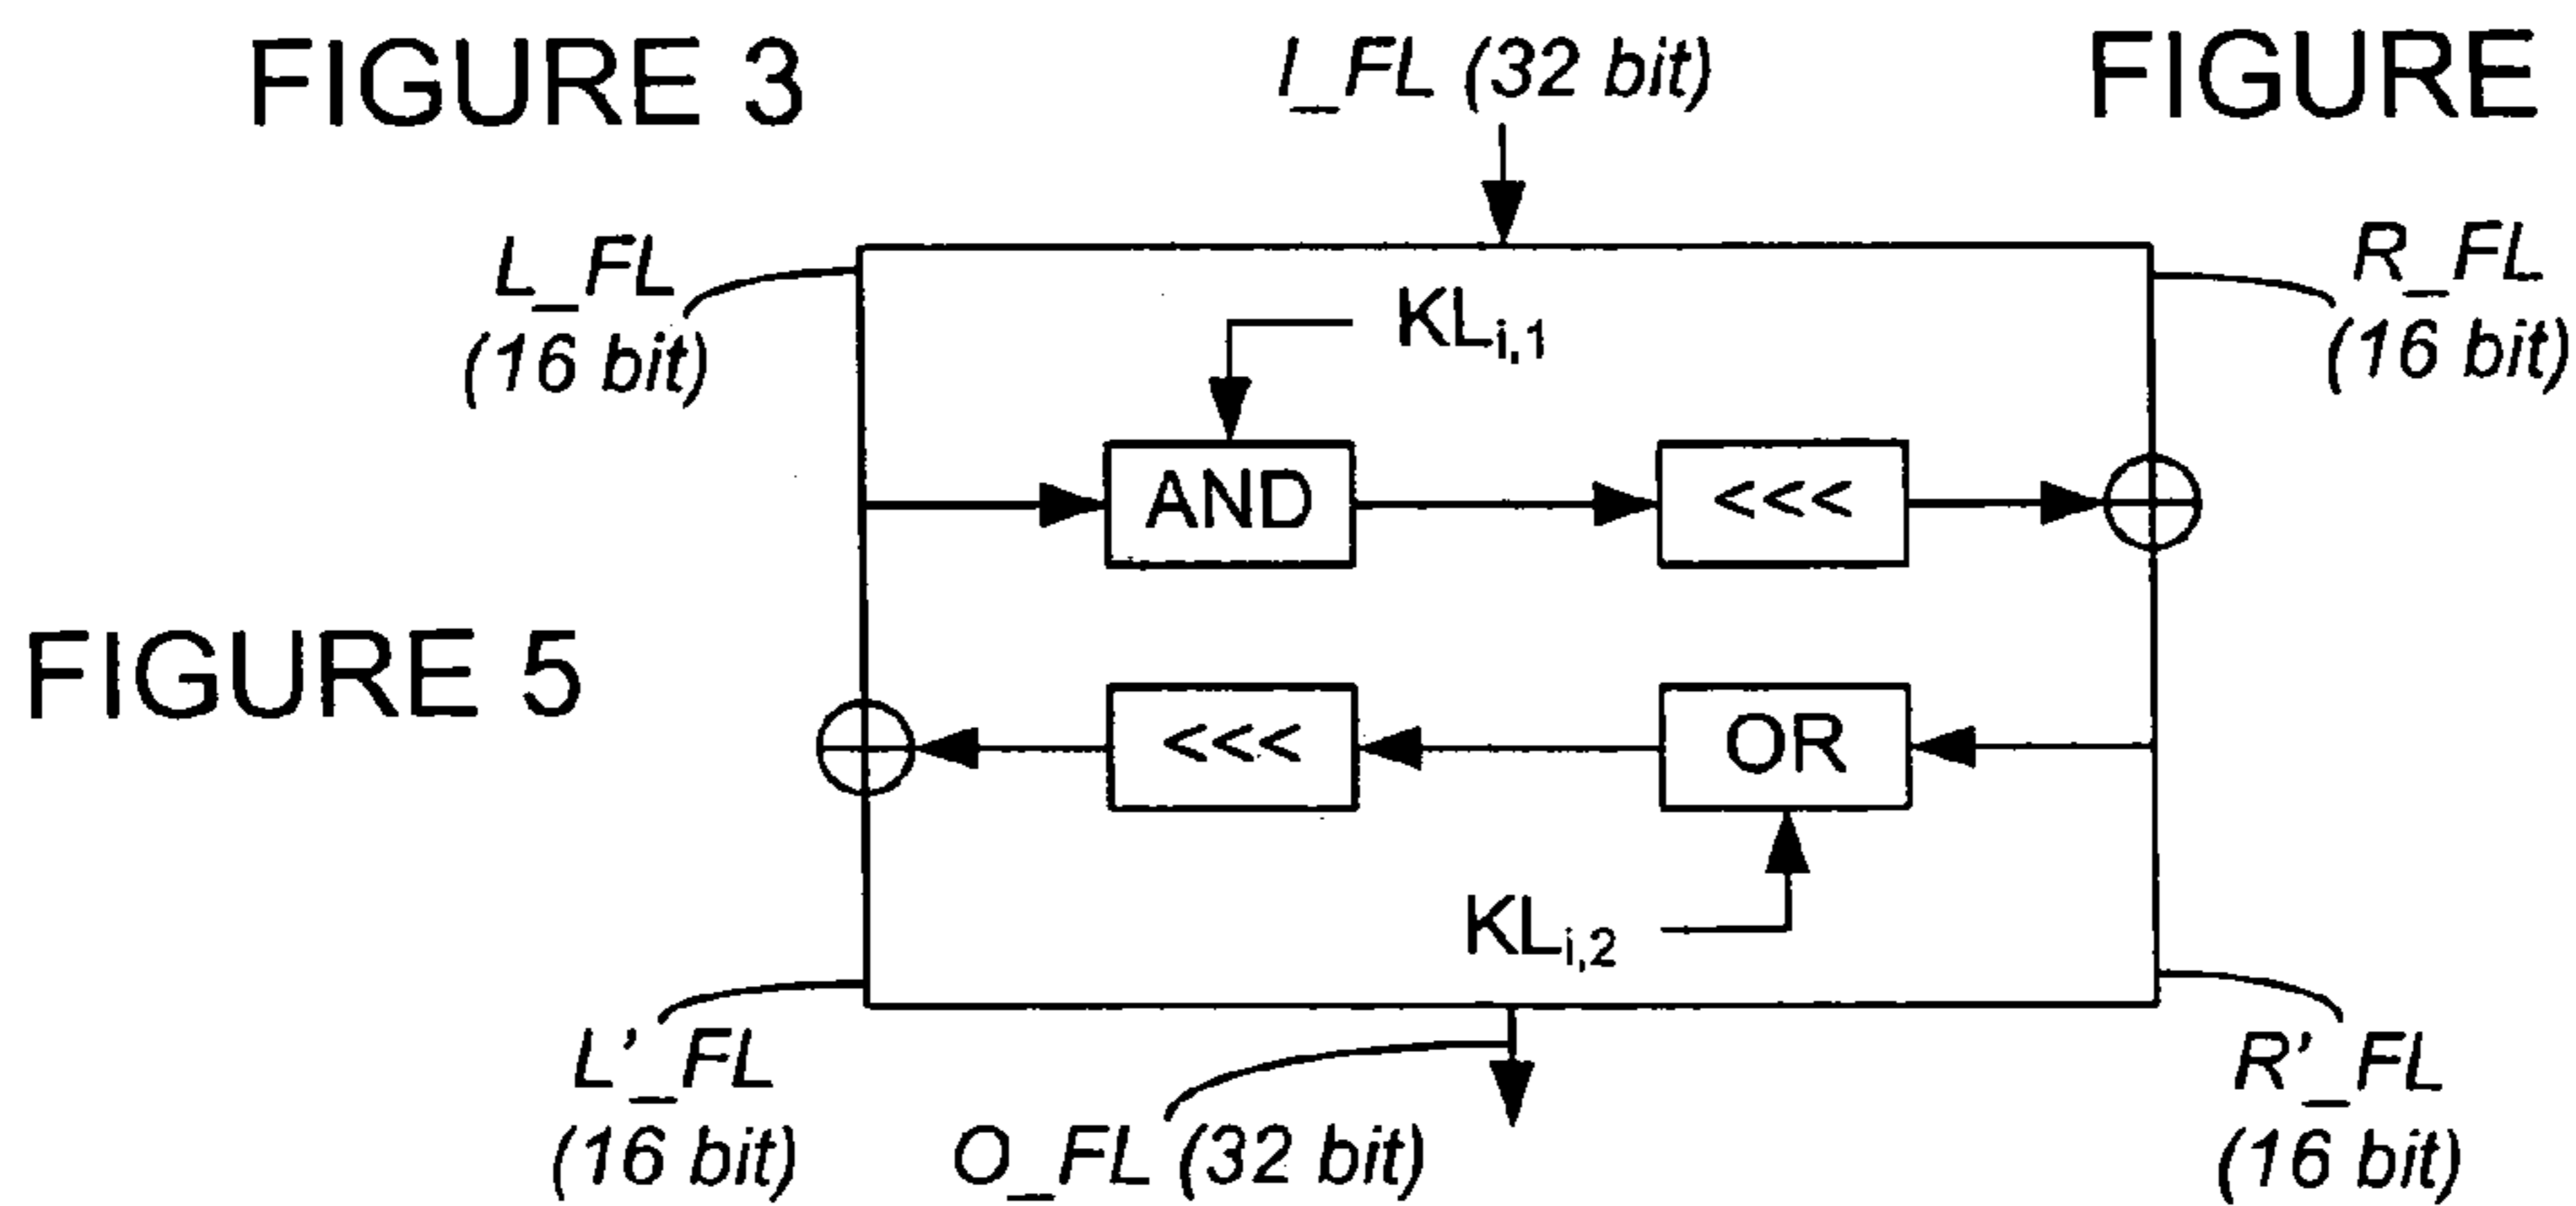 FIGURE 3
I_FL (32 bit)
FIGURE
L_FL
(16 bit)
R_FL
(16 bit)
KLi,1
AND
<<<
FIGURE 5
<<<
OR
KLi,2
L’_FL
(16 bit)
O_FL (32 bit)
R’_FL
(16 bit)